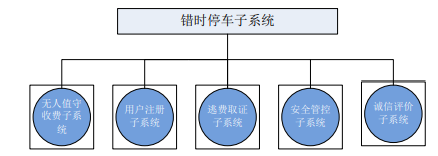 错时停车子系统
无人值守
收费子系
统
用户注册
子系统
逃费取证
子系统
安全管控
子系统
诚信评价
子系统